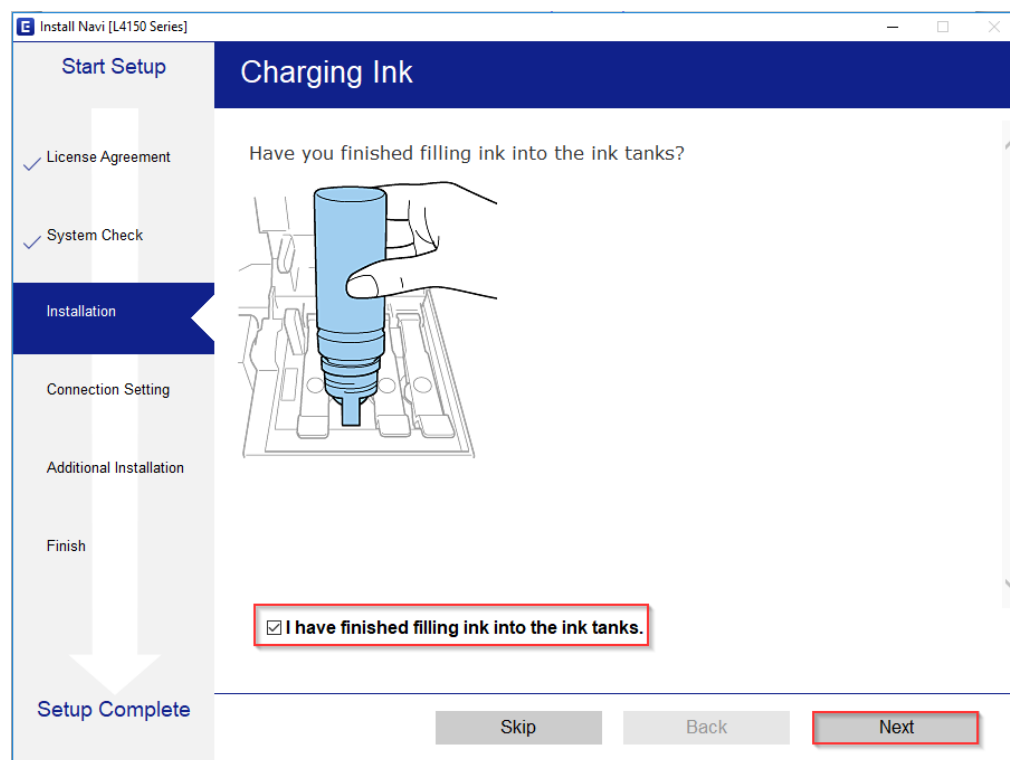 Install Navi [L4150 Series]
Start Setup
Charging Ink
License Agreement
System Check
Installation
Connection Setting
Additional Installation
Finish
Setup Complete
Have you finished filling ink into the ink tanks?
I have finished filling ink into the ink tanks.
Skip
Back
Next